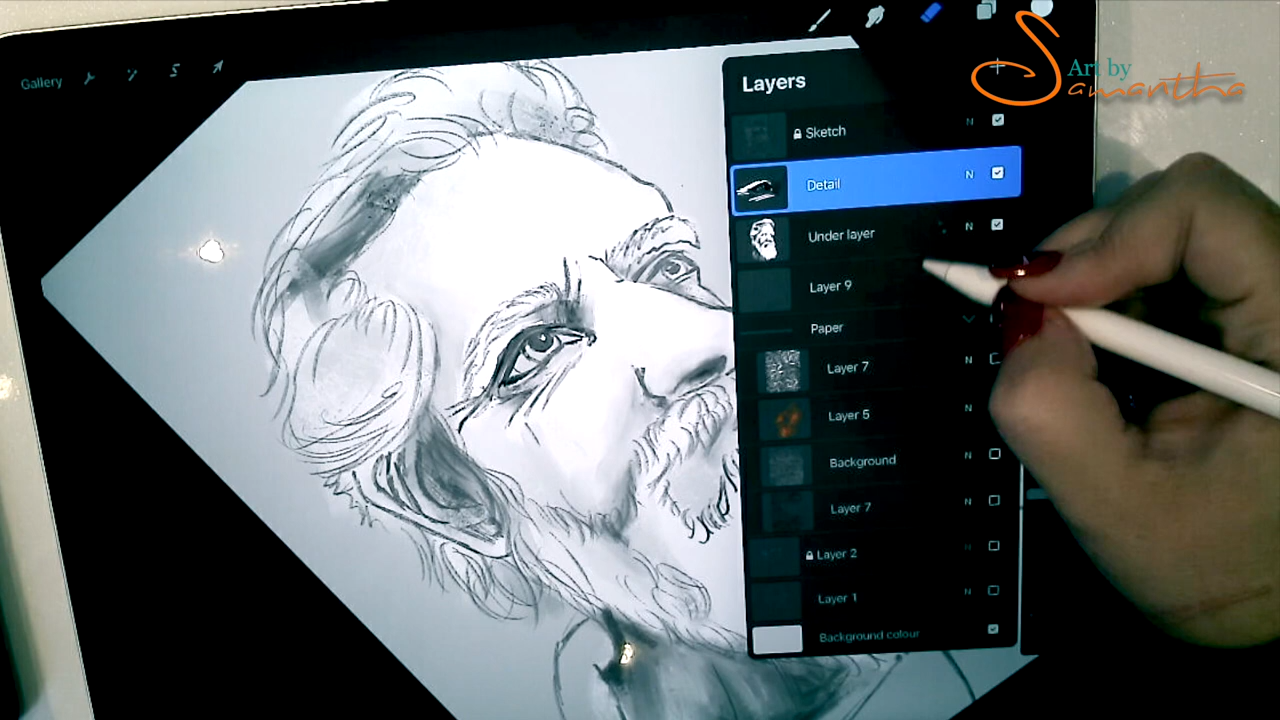 Gallery
Layers
Art by
Samantha
Sketch
N
Detail
N
Under layer
N
Layer 9
Paper
Layer 7
N
Layer 5
N
Background
N
Layer 7
N
Layer 2
N
Layer 1
N
Background colour